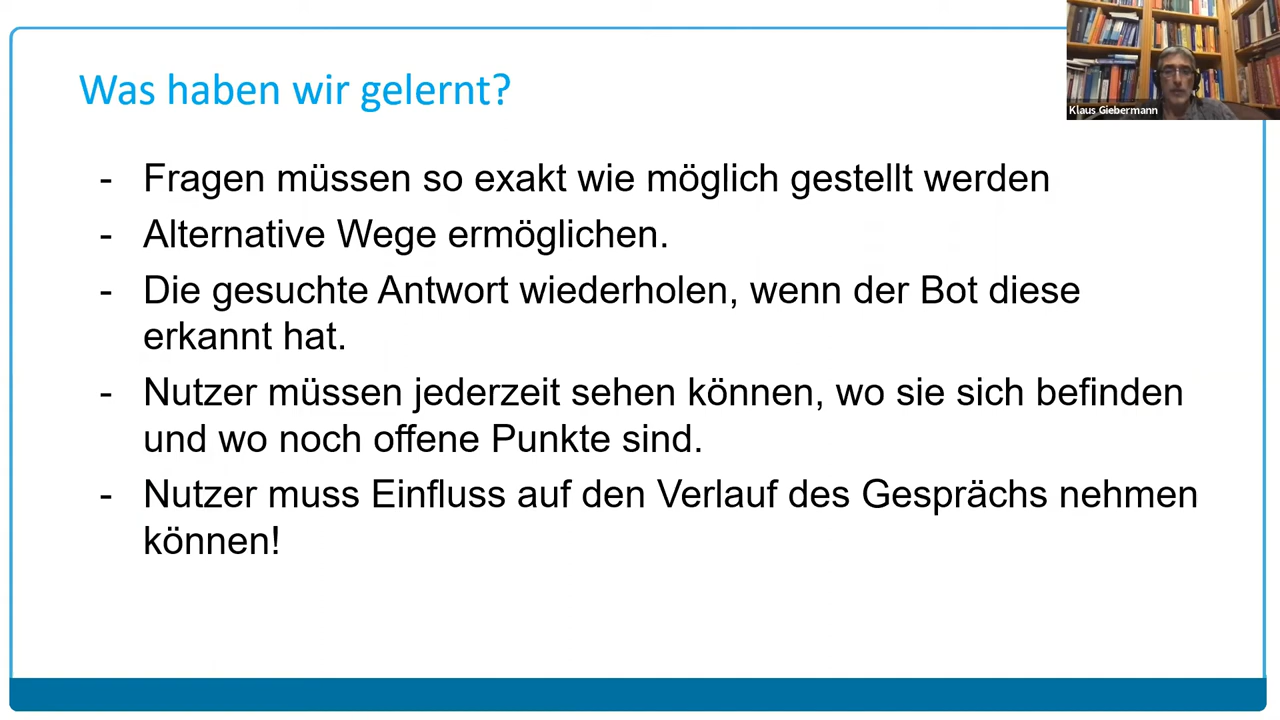 Was haben wir gelernt?
Klaus Giebermann
- Fragen müssen so exakt wie möglich gestellt werden
- Alternative Wege ermöglichen.
- Die gesuchte Antwort wiederholen, wenn der Bot diese
erkannt hat.
- Nutzer müssen jederzeit sehen können, wo sie sich befinden
und wo noch offene Punkte sind.
- Nutzer muss Einfluss auf den Verlauf des Gesprächs nehmen
können!